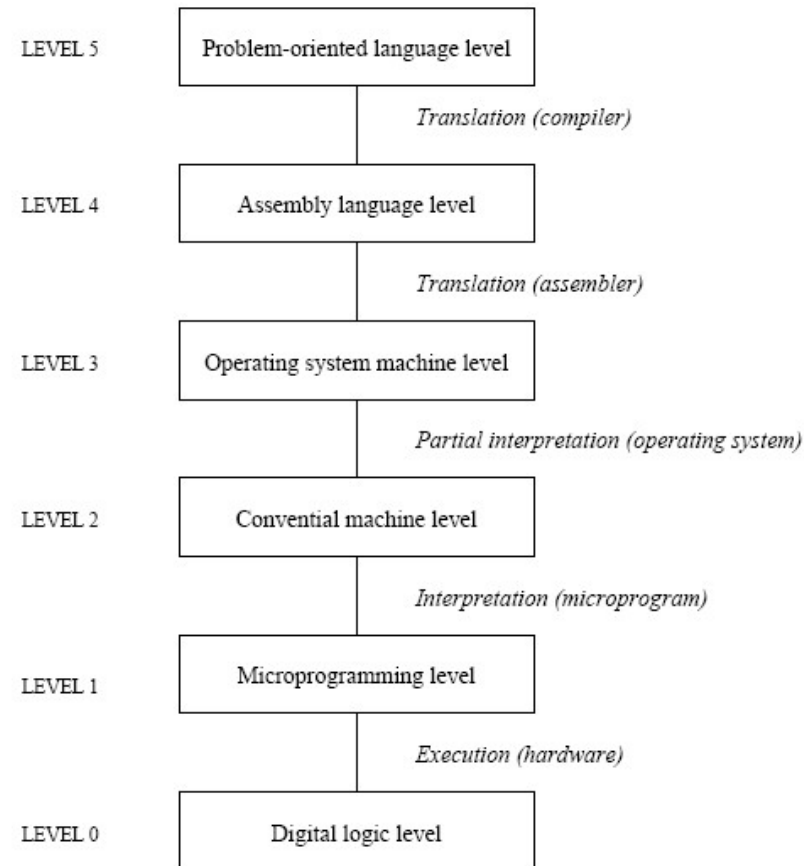 LEVEL 5 Problem-oriented language level
Translation (compiler)
LEVEL 4 Assembly language level
Translation (assembler)
LEVEL 3 Operating system machine level
Partial interpretation (operating system)
LEVEL 2 Convential machine level
Interpretation (microprogram)
LEVEL 1 Microprogramming level
Execution (hardware)
LEVEL 0 Digital logic level